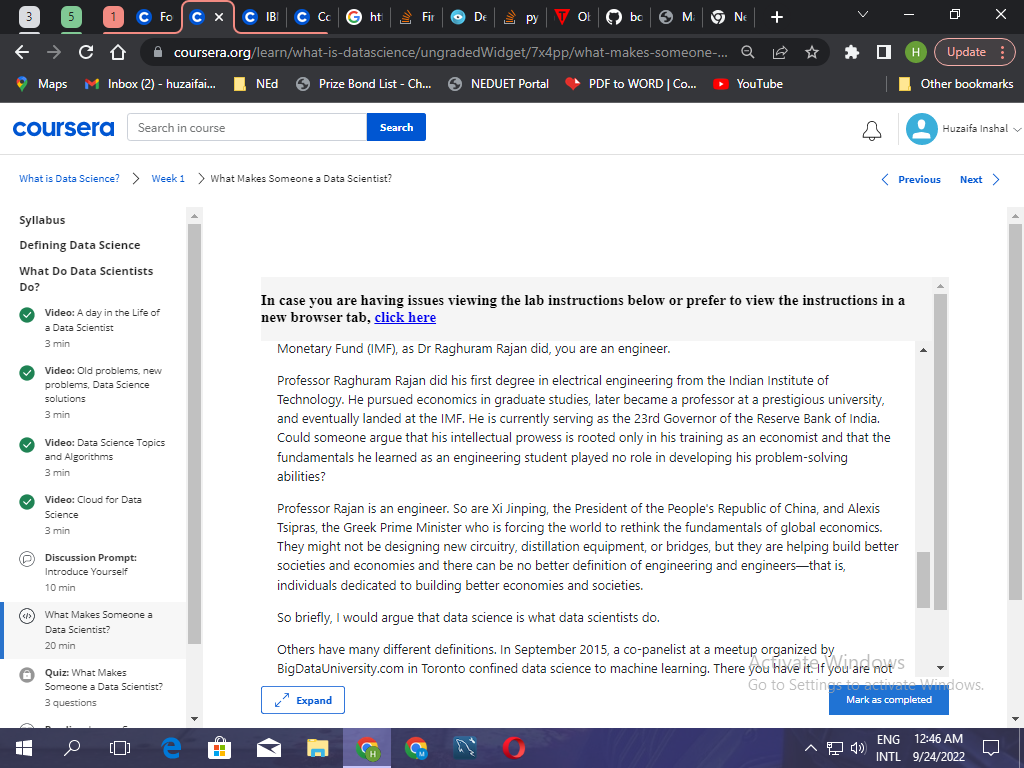 3
5
1
Fo
IBI
Cc
ht
Fir
De
py
Ol
bc
M
Ne
coursera.org/learn/what-is-datascience/ungradedWidget/7x4pp/what-makes-someone-...
H
Update
Maps
Inbox (2) - huzaifai...
NEd
Prize Bond List - Ch...
NEDUET Portal
PDF to WORD | Co...
YouTube
Other bookmarks
coursera
Search in course
Search
Huzaifa Inshal
What is Data Science? > Week 1 > What Makes Someone a Data Scientist?
Previous
Next
Syllabus
Defining Data Science
What Do Data Scientists
Do?
Video: A day in the Life of
a Data Scientist
3 min
Video: Old problems, new
problems, Data Science
solutions
3 min
Video: Data Science Topics
and Algorithms
3 min
Video: Cloud for Data
Science
3 min
Discussion Prompt:
Introduce Yourself
10 min
What Makes Someone a
Data Scientist?
20 min
Quiz: What Makes
Someone a Data Scientist?
3 questions
In case you are having issues viewing the lab instructions below or prefer to view the instructions in a
new browser tab, click here
Monetary Fund (IMF), as Dr Raghuram Rajan did, you are an engineer.
Professor Raghuram Rajan did his first degree in electrical engineering from the Indian Institute of
Technology. He pursued economics in graduate studies, later became a professor at a prestigious university,
and eventually landed at the IMF. He is currently serving as the 23rd Governor of the Reserve Bank of India.
Could someone argue that his intellectual prowess is rooted only in his training as an economist and that the
fundamentals he learned as an engineering student played no role in developing his problem-solving
abilities?
Professor Rajan is an engineer. So are Xi Jinping, the President of the People's Republic of China, and Alexis
Tsipras, the Greek Prime Minister who is forcing the world to rethink the fundamentals of global economics.
They might not be designing new circuitry, distillation equipment, or bridges, but they are helping build better
societies and economies and there can be no better definition of engineering and engineers—that is,
individuals dedicated to building better economies and societies.
So briefly, I would argue that data science is what data scientists do.
Others have many different definitions. In September 2015, a co-panelist at a meetup organized by
BigDataUniversity.com in Toronto confined data science to machine learning. There you have it. If you are not
Activate Windows
Go to Settings to activate Windows.
Expand
Mark as completed
ENG
INTL
12:46 AM
9/24/2022